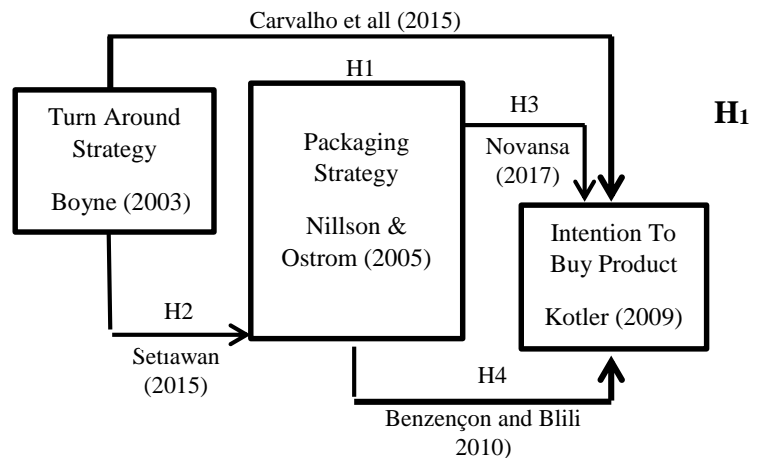 Carvalho et all (2015)
H1
Turn Around
Strategy
Boyne (2003)
Packaging
Strategy
Nillson &
Ostrom (2005)
H3
Novansa
(2017)
H1
Intention To
Buy Product
Kotler (2009)
H2
Setiawan
(2015)
H4
Benzençon and Blili
2010)